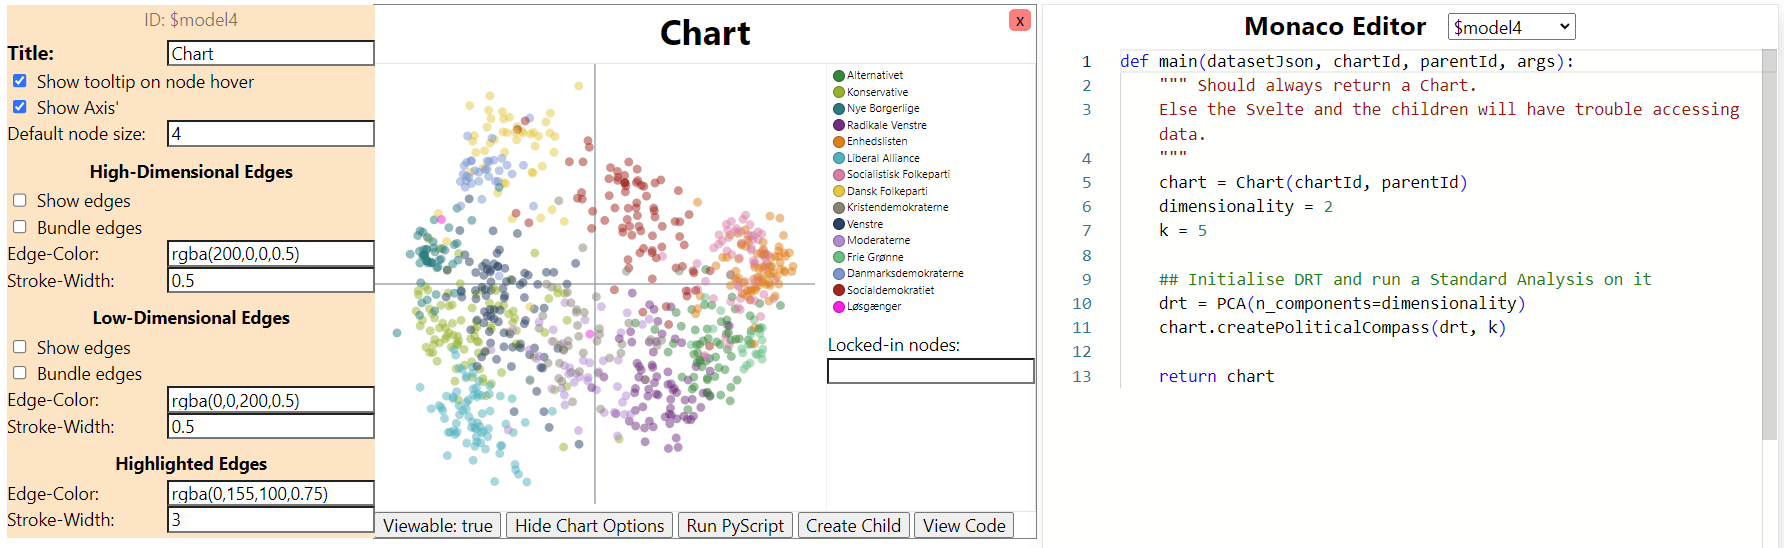 ID: $model4
Title: Chart
Show tooltip on node hover
Show Axis'
Default node size: 4
High-Dimensional Edges
Show edges
Bundle edges
Edge-Color: rgba(200,0,0,0.5)
Stroke-Width: 0.5
Low-Dimensional Edges
Show edges
Bundle edges
Edge-Color: rgba(0,0,200,0.5)
Stroke-Width: 0.5
Highlighted Edges
Edge-Color: rgba(0,155,100,0.75)
Stroke-Width: 3
Chart
x
Alternativet
Konservative
Nye Borgerlige
Radikale Venstre
Enhedslisten
Liberal Alliance
Socialistisk Folkeparti
Dansk Folkeparti
Kristendemokraterne
Venstre
Moderaterne
Frie Grønne
Danmarksdemokraterne
Socialdemokratiet
Løsgænger
Locked-in nodes:
Viewable: true Hide Chart Options Run PyScript Create Child View Code
Monaco Editor $model4
1 def main(datasetJson, chartId, parentId, args):
2 """ Should always return a Chart.
3 Else the Svelte and the children will have trouble accessing
data.
4 """
5 chart = Chart(chartId, parentId)
6 dimensionality = 2
7 k = 5
8
9 ## Initialise DRT and run a Standard Analysis on it
10 drt = PCA(n_components=dimensionality)
11 chart.createPoliticalCompass(drt, k)
12
13 return chart